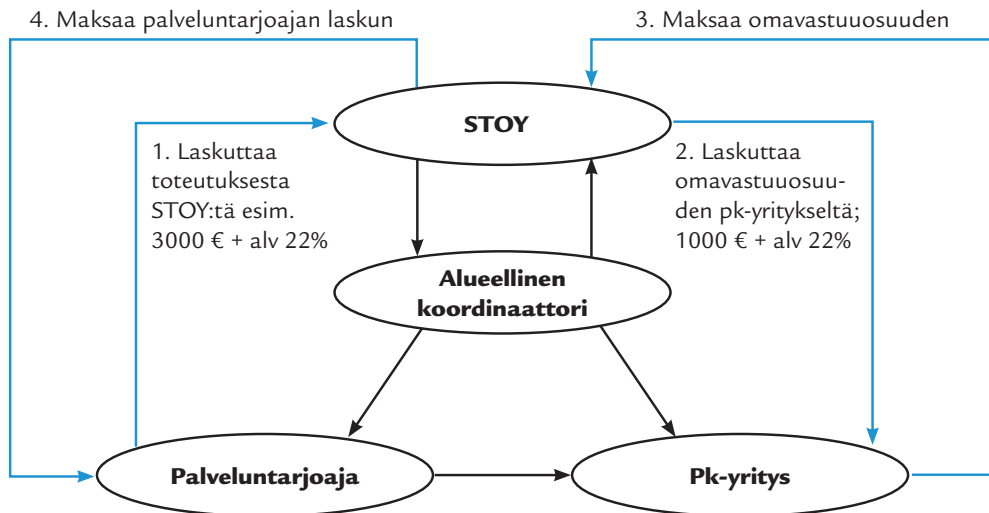 4. Maksaa palveluntarjoajan laskun
3. Maksaa omavastuuosuuden
STOY
1. Laskuttaa
toteutuksesta
STOY:tä esim.
3000 € + alv 22%
2. Laskuttaa
omavastuuosuu-
den pk-yritykseltä;
1000 € + alv 22%
Alueellinen
koordinaattori
Palveluntarjoaja
Pk-yritys